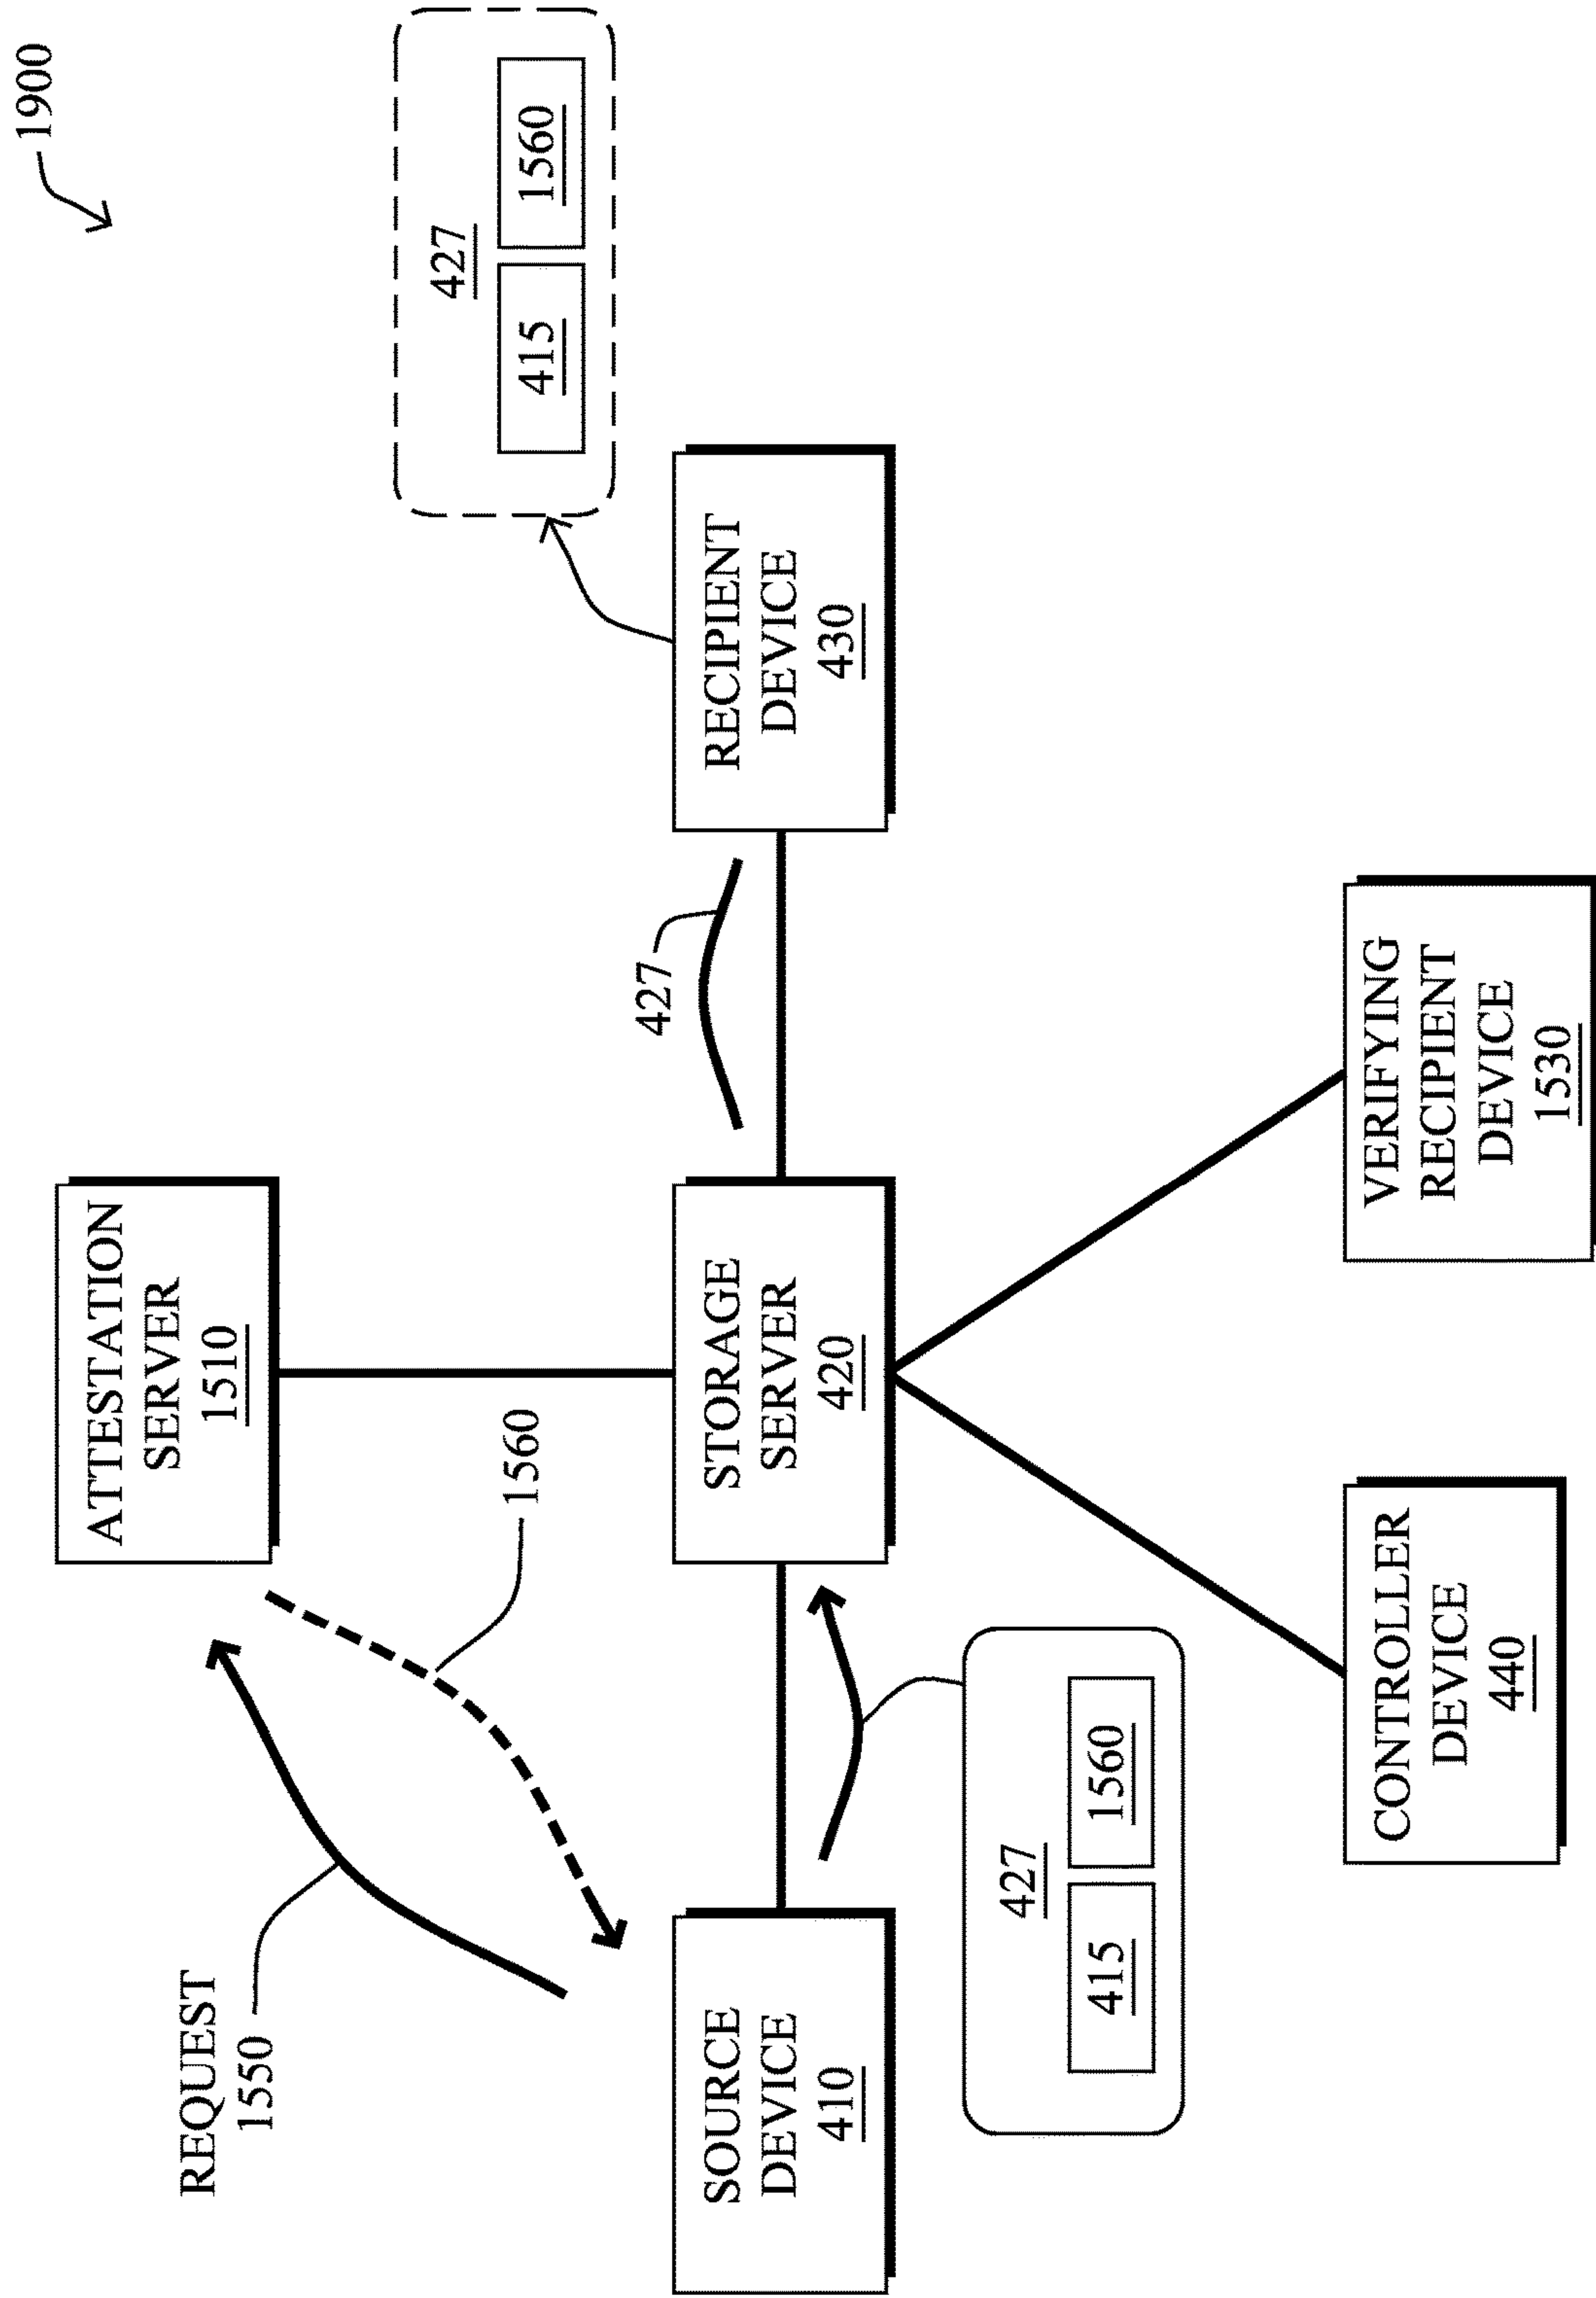 1900
ATTESTATION
SERVER
1510
REQUEST
1550
1560
427
415
1560
427
SOURCE
DEVICE
410
STORAGE
SERVER
420
RECIPIENT
DEVICE
430
427
415
1560
CONTROLLER
DEVICE
440
VERIFYING
RECIPIENT
DEVICE
1530